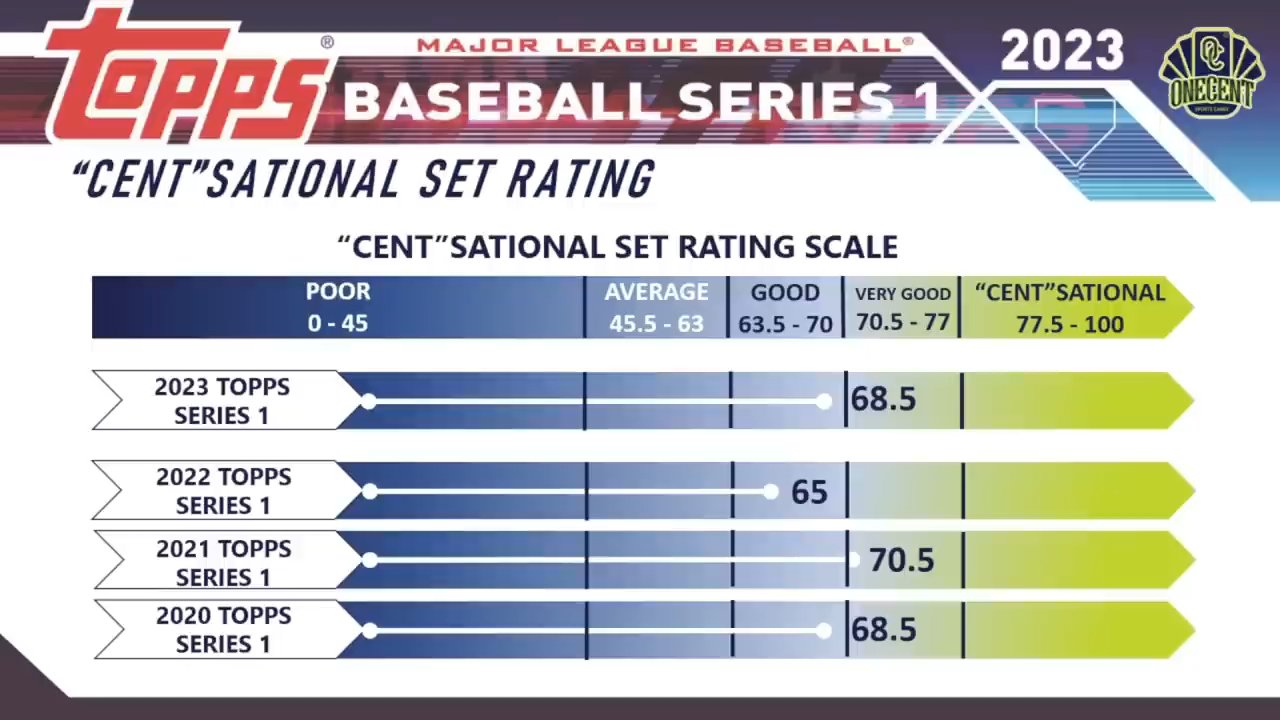 TOPPS ®
MAJOR LEAGUE BASEBALL®
BASEBALL SERIES 1
2023
OC
ONECENT
SPORTS CARDS
“CENT”SATIONAL SET RATING
“CENT”SATIONAL SET RATING SCALE
POOR
0 - 45
AVERAGE
45.5 - 63
GOOD
63.5 - 70
VERY GOOD
70.5 - 77
“CENT”SATIONAL
77.5 - 100
2023 TOPPS
SERIES 1
68.5
2022 TOPPS
SERIES 1
65
2021 TOPPS
SERIES 1
70.5
2020 TOPPS
SERIES 1
68.5